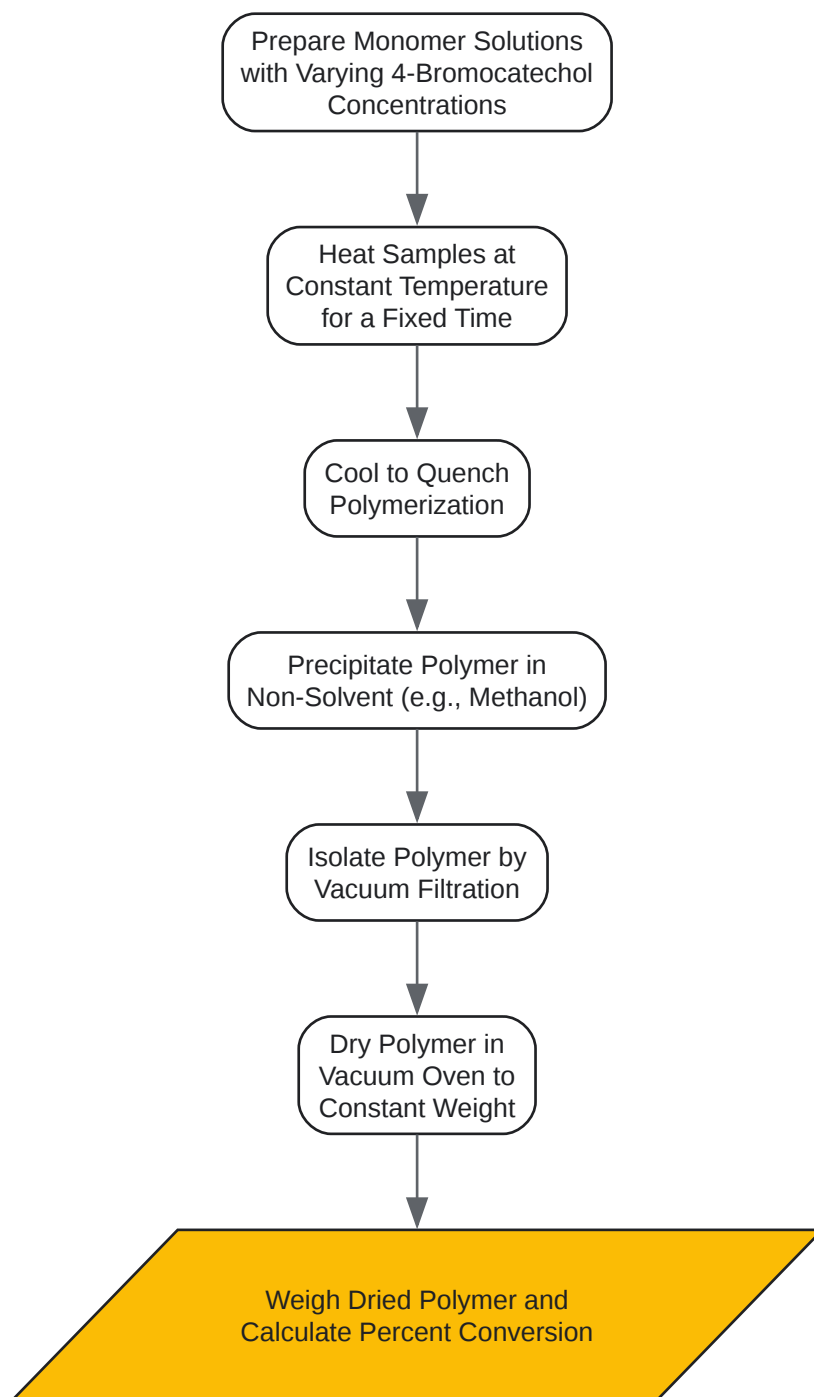 Prepare Monomer Solutions
with Varying 4-Bromocatechol
Concentrations
Heat Samples at
Constant Temperature
for a Fixed Time
Cool to Quench
Polymerization
Precipitate Polymer in
Non-Solvent (e.g., Methanol)
Isolate Polymer by
Vacuum Filtration
Dry Polymer in
Vacuum Oven to
Constant Weight
Weigh Dried Polymer and
Calculate Percent Conversion